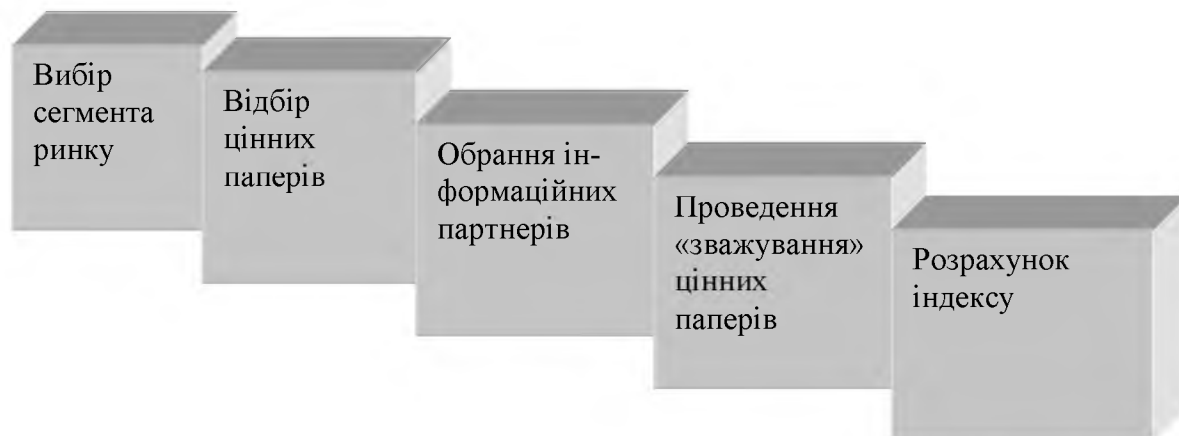 Вибір
сегмента
ринку
Відбір
цінних
паперів
Обрання ін-
формаційних
партнерів
Проведення
«зважування»
цінних
паперів
Розрахунок
індексу